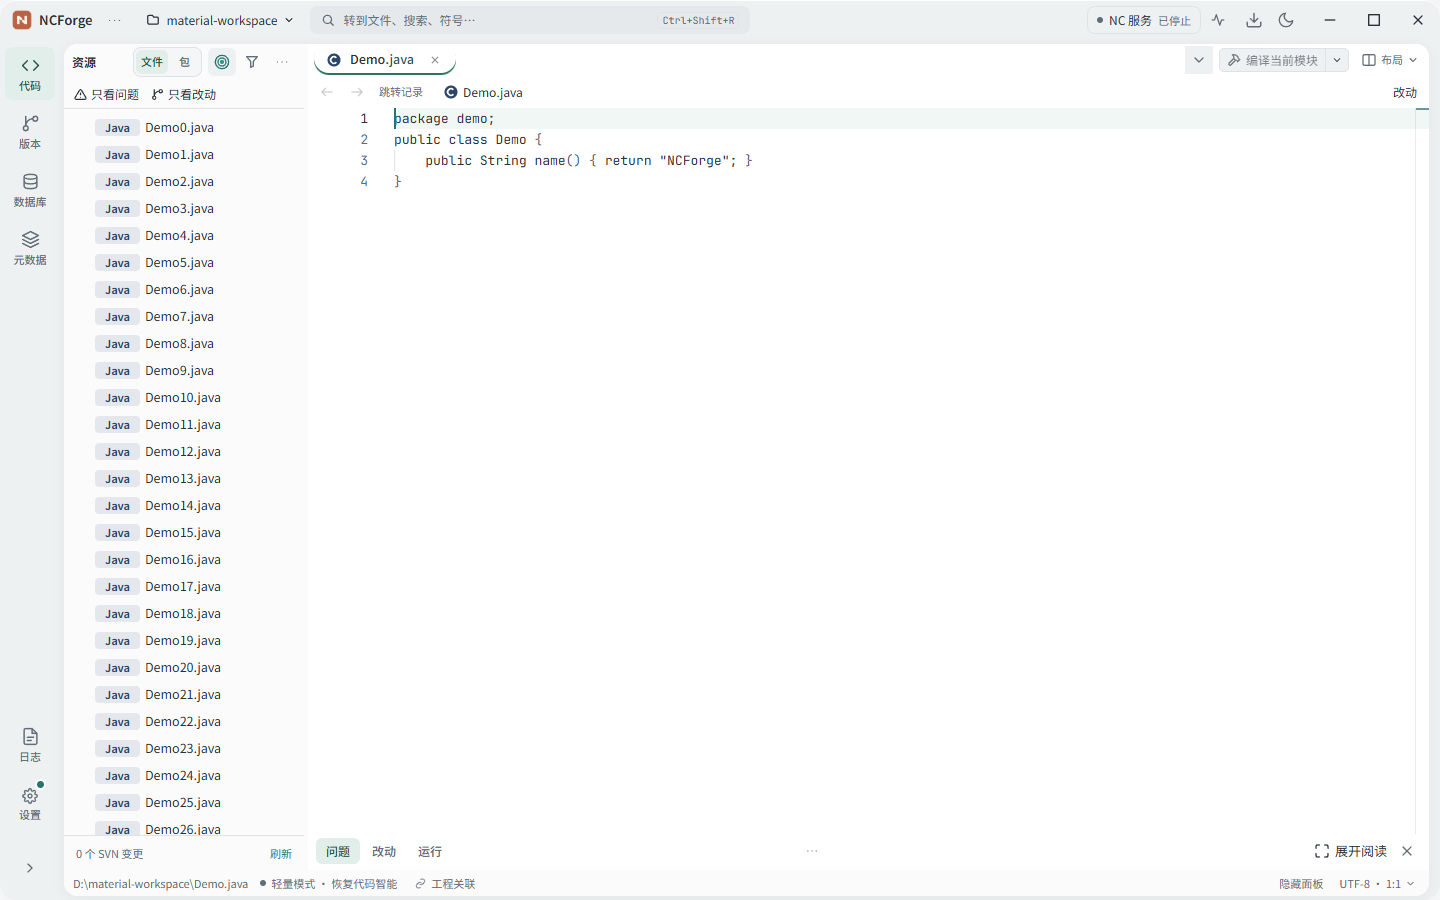 NCForge ··· material-workspace 转到文件、搜索、符号··· Ctrl+Shift+R NC 服务 已停止
代码
版本
数据库
元数据
日志
设置
资源 文件 包 ···
只看问题 只看改动
Java Demo0.java
Java Demo1.java
Java Demo2.java
Java Demo3.java
Java Demo4.java
Java Demo5.java
Java Demo6.java
Java Demo7.java
Java Demo8.java
Java Demo9.java
Java Demo10.java
Java Demo11.java
Java Demo12.java
Java Demo13.java
Java Demo14.java
Java Demo15.java
Java Demo16.java
Java Demo17.java
Java Demo18.java
Java Demo19.java
Java Demo20.java
Java Demo21.java
Java Demo22.java
Java Demo23.java
Java Demo24.java
Java Demo25.java
Java Demo26.java
0 个 SVN 变更 刷新
Demo.java 编译当前模块 布局
跳转记录 Demo.java 改动
1 package demo;
2 public class Demo {
3     public String name() { return "NCForge"; }
4 }
问题 改动 运行 ··· 展开阅读
D:\material-workspace\Demo.java 轻量模式 · 恢复代码智能 工程关联 隐藏面板 UTF-8 · 1:1